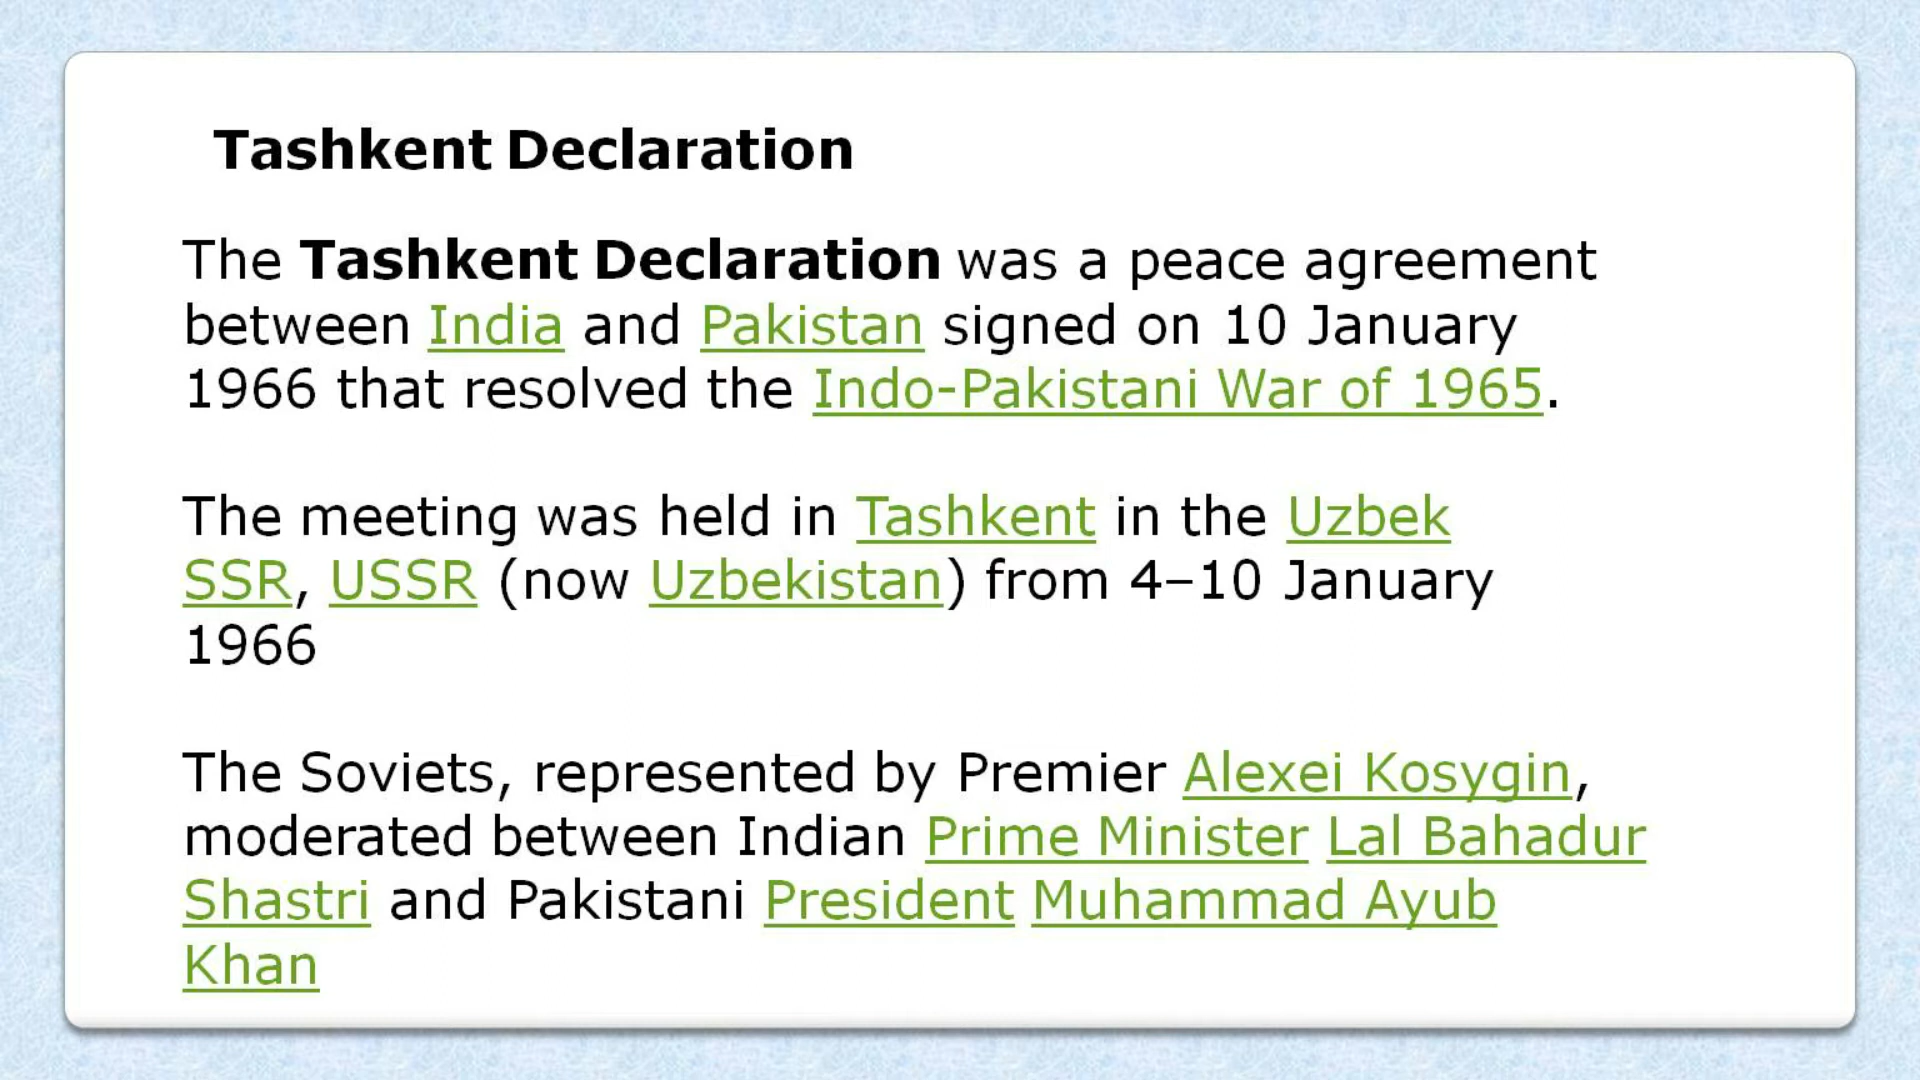 Tashkent Declaration
The Tashkent Declaration was a peace agreement
between India and Pakistan signed on 10 January
1966 that resolved the Indo-Pakistani War of 1965.
The meeting was held in Tashkent in the Uzbek
SSR, USSR (now Uzbekistan) from 4–10 January
1966
The Soviets, represented by Premier Alexei Kosygin,
moderated between Indian Prime Minister Lal Bahadur
Shastri and Pakistani President Muhammad Ayub
Khan